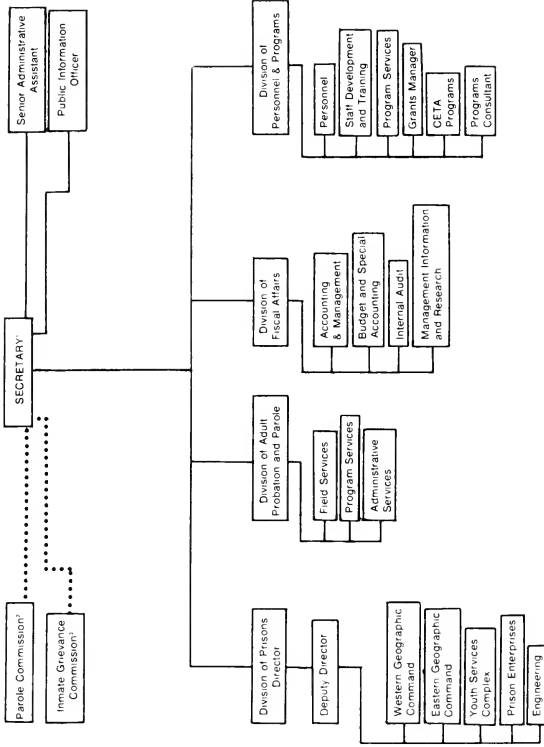 Parole Commission²
Inmate Grievance
Commission³
SECRETARY¹
Senior Administrative
Assistant
Public Information
Officer
Division of Prisons
Director
Deputy Director
Western Geographic
Command
Eastern Geographic
Command
Youth Services
Complex
Prison Enterprises
Engineering
Division of Adult
Probation and Parole
Field Services
Program Services
Administrative
Services
Division of
Fiscal Affairs
Accounting
& Management
Budget and Special
Accounting
Internal Audit
Management Information
and Research
Division of
Personnel & Programs
Personnel
Staff Development
and Training
Program Services
Grants Manager
CETA
Programs
Programs
Consultant